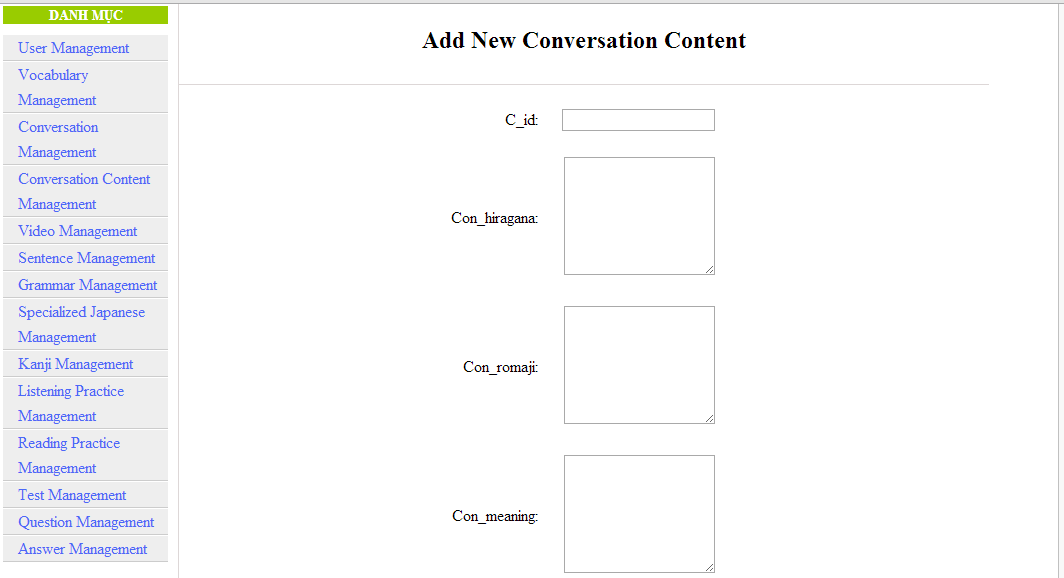 DANH MỤC
User Management
Vocabulary
Management
Conversation
Management
Conversation Content
Management
Video Management
Sentence Management
Grammar Management
Specialized Japanese
Management
Kanji Management
Listening Practice
Management
Reading Practice
Management
Test Management
Question Management
Answer Management
Add New Conversation Content
C_id:
Con_hiragana:
Con_romaji:
Con_meaning: